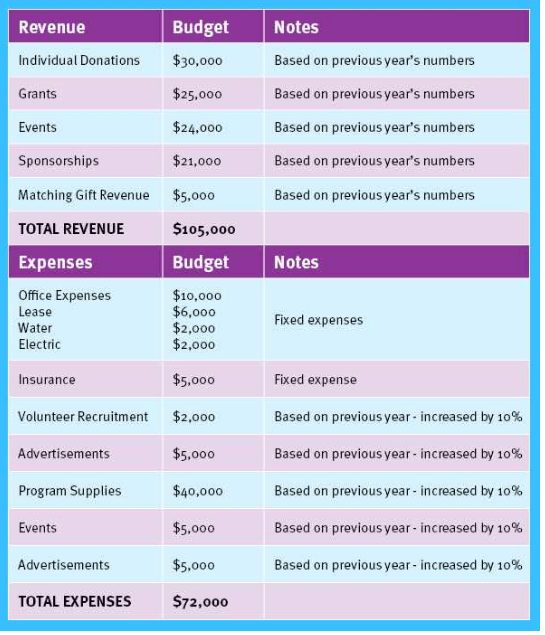 Revenue Budget Notes
Individual Donations $30,000 Based on previous year's numbers
Grants $25,000 Based on previous year's numbers
Events $24,000 Based on previous year's numbers
Sponsorships $21,000 Based on previous year's numbers
Matching Gift Revenue $5,000 Based on previous year's numbers
TOTAL REVENUE $105,000
Expenses Budget Notes
Office Expenses $10,000
Lease $6,000
Water $2,000
Electric $2,000
Fixed expenses
Insurance $5,000 Fixed expense
Volunteer Recruitment $2,000 Based on previous year - increased by 10%
Advertisements $5,000 Based on previous year - increased by 10%
Program Supplies $40,000 Based on previous year - increased by 10%
Events $5,000 Based on previous year - increased by 10%
Advertisements $5,000 Based on previous year - increased by 10%
TOTAL EXPENSES $72,000